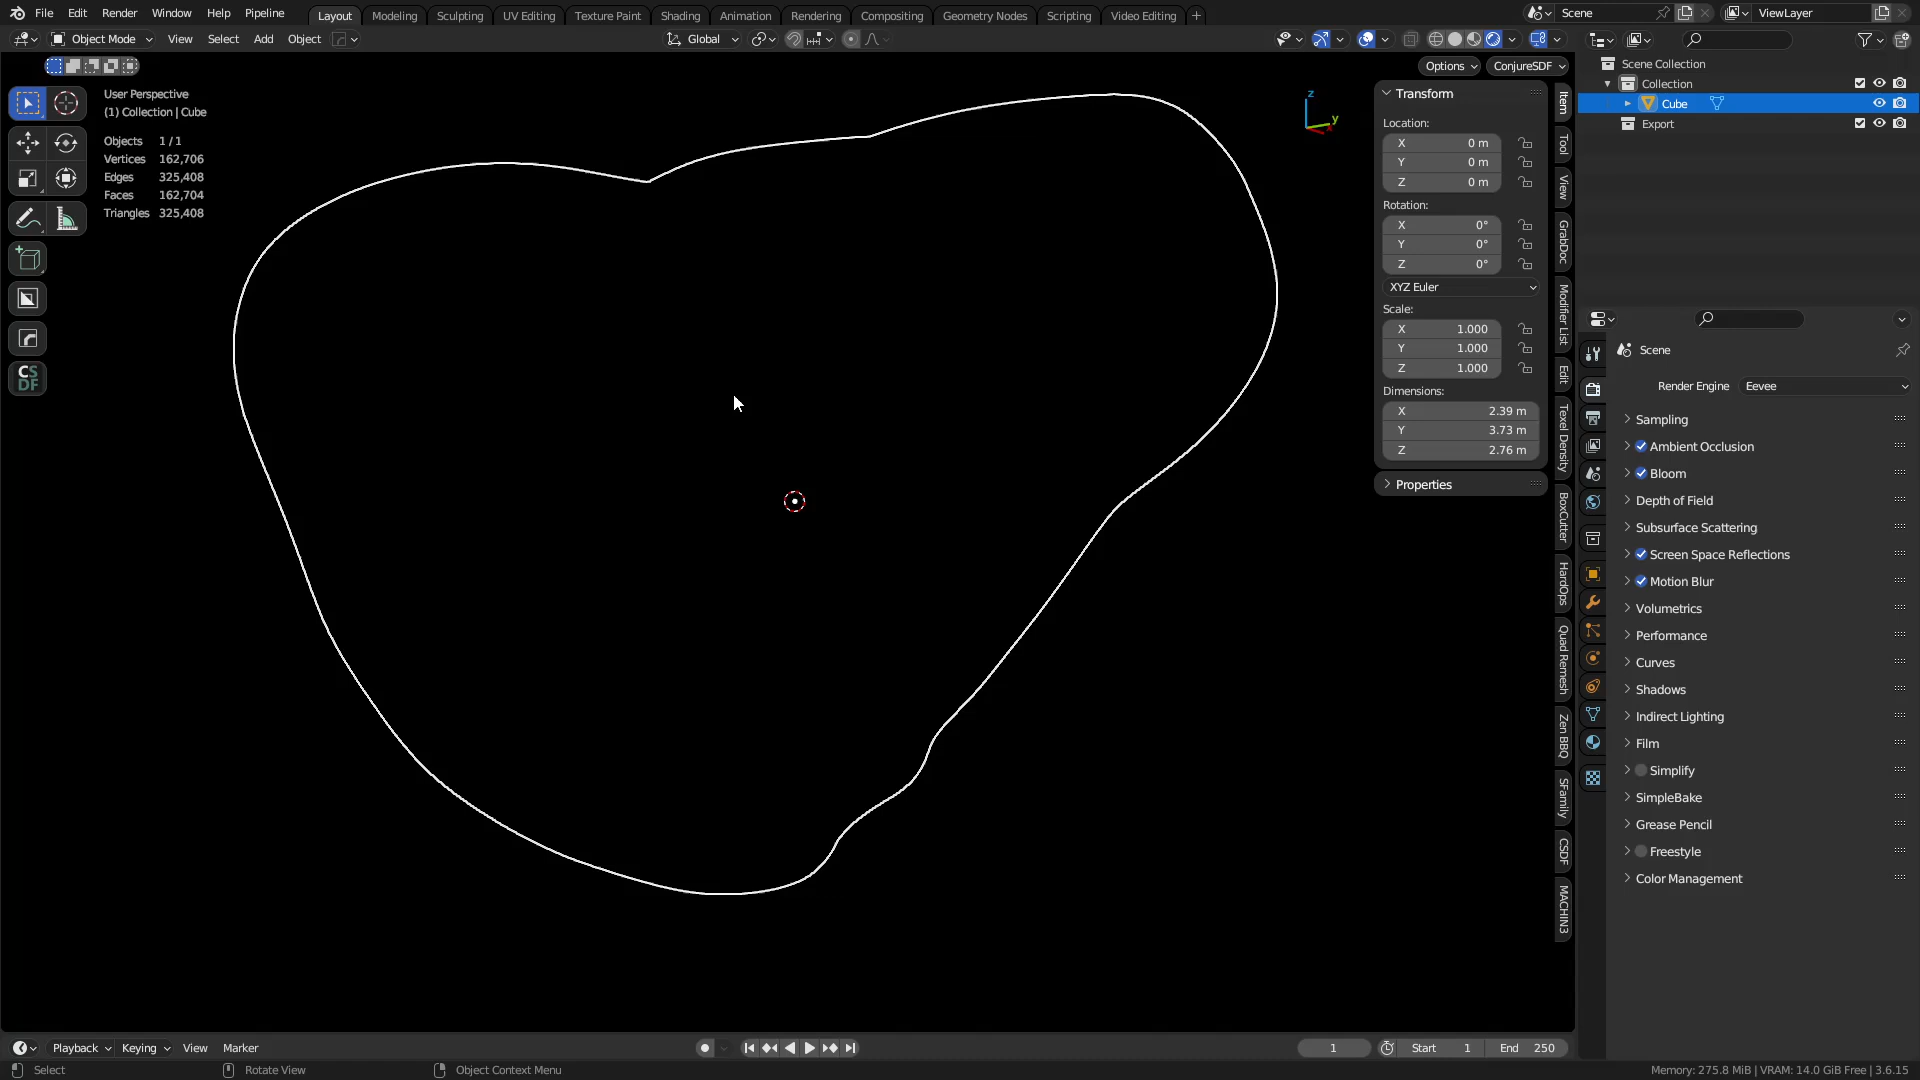 File Edit Render Window Help Pipeline Layout Modeling Sculpting UV Editing Texture Paint Shading Animation Rendering Compositing Geometry Nodes Scripting Video Editing + Scene ViewLayer
Object Mode View Select Add Object Global
Options ConjureSDF
User Perspective
(1) Collection | Cube
Objects 1 / 1
Vertices 162,706
Edges 325,408
Faces 162,704
Triangles 325,408
CS
DF
z
y
x
Transform
Location:
X 0 m
Y 0 m
Z 0 m
Rotation:
X 0°
Y 0°
Z 0°
XYZ Euler
Scale:
X 1.000
Y 1.000
Z 1.000
Dimensions:
X 2.39 m
Y 3.73 m
Z 2.76 m
Properties
Item
Tool
View
GrabDoc
Modifier List
Edit
Texel Density
BoxCutter
HardOps
Quad Remesh
Zen BBQ
SFamily
CSDF
MACHIN3
Scene Collection
Collection
Cube
Export
Scene
Render Engine Eevee
Sampling
Ambient Occlusion
Bloom
Depth of Field
Subsurface Scattering
Screen Space Reflections
Motion Blur
Volumetrics
Performance
Curves
Shadows
Indirect Lighting
Film
Simplify
SimpleBake
Grease Pencil
Freestyle
Color Management
Playback Keying View Marker 1 Start 1 End 250
Select Rotate View Object Context Menu Memory: 275.8 MiB | VRAM: 14.0 GiB Free | 3.6.15